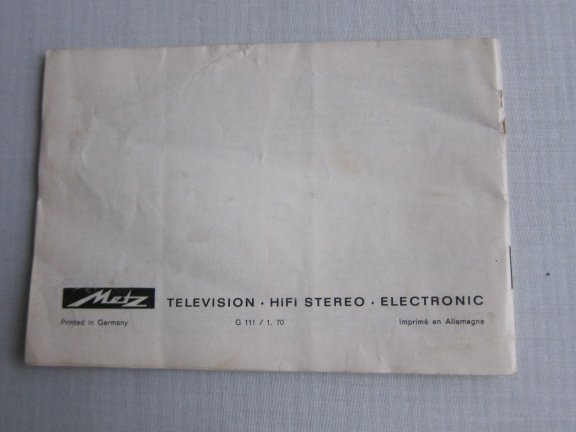 Metz TELEVISION · HiFi STEREO · ELECTRONIC
Printed in Germany G 111 / 1. 70 Imprimé en Allemagne